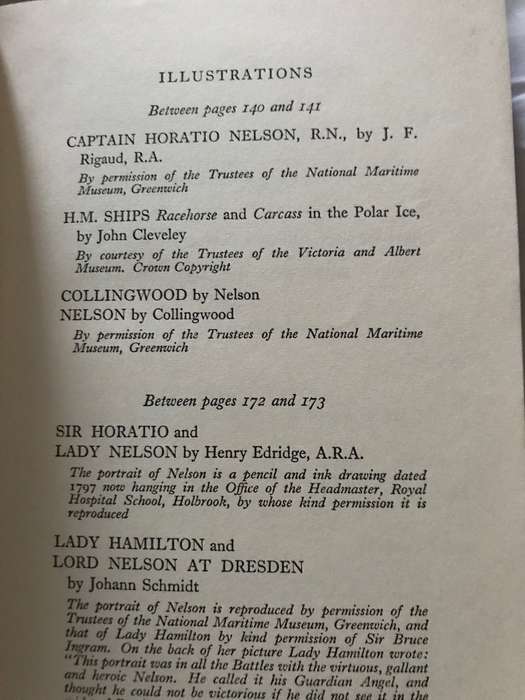 ILLUSTRATIONS
Between pages 140 and 141
CAPTAIN HORATIO NELSON, R.N., by J. F.
Rigaud, R.A.
By permission of the Trustees of the National Maritime
Museum, Greenwich
H.M. SHIPS Racehorse and Carcass in the Polar Ice,
by John Cleveley
By courtesy of the Trustees of the Victoria and Albert
Museum. Crown Copyright
COLLINGWOOD by Nelson
NELSON by Collingwood
By permission of the Trustees of the National Maritime
Museum, Greenwich
Between pages 172 and 173
SIR HORATIO and
LADY NELSON by Henry Edridge, A.R.A.
The portrait of Nelson is a pencil and ink drawing dated
1797 now hanging in the Office of the Headmaster, Royal
Hospital School, Holbrook, by whose kind permission it is
reproduced
LADY HAMILTON and
LORD NELSON AT DRESDEN
by Johann Schmidt
The portrait of Nelson is reproduced by permission of the
Trustees of the National Maritime Museum, Greenwich, and
that of Lady Hamilton by kind permission of Sir Bruce
Ingram. On the back of her picture Lady Hamilton wrote:
"This portrait was in all the Battles with the virtuous, gallant
and heroic Nelson. He called it his Guardian Angel, and
thought he could not be victorious if he did not see it in the